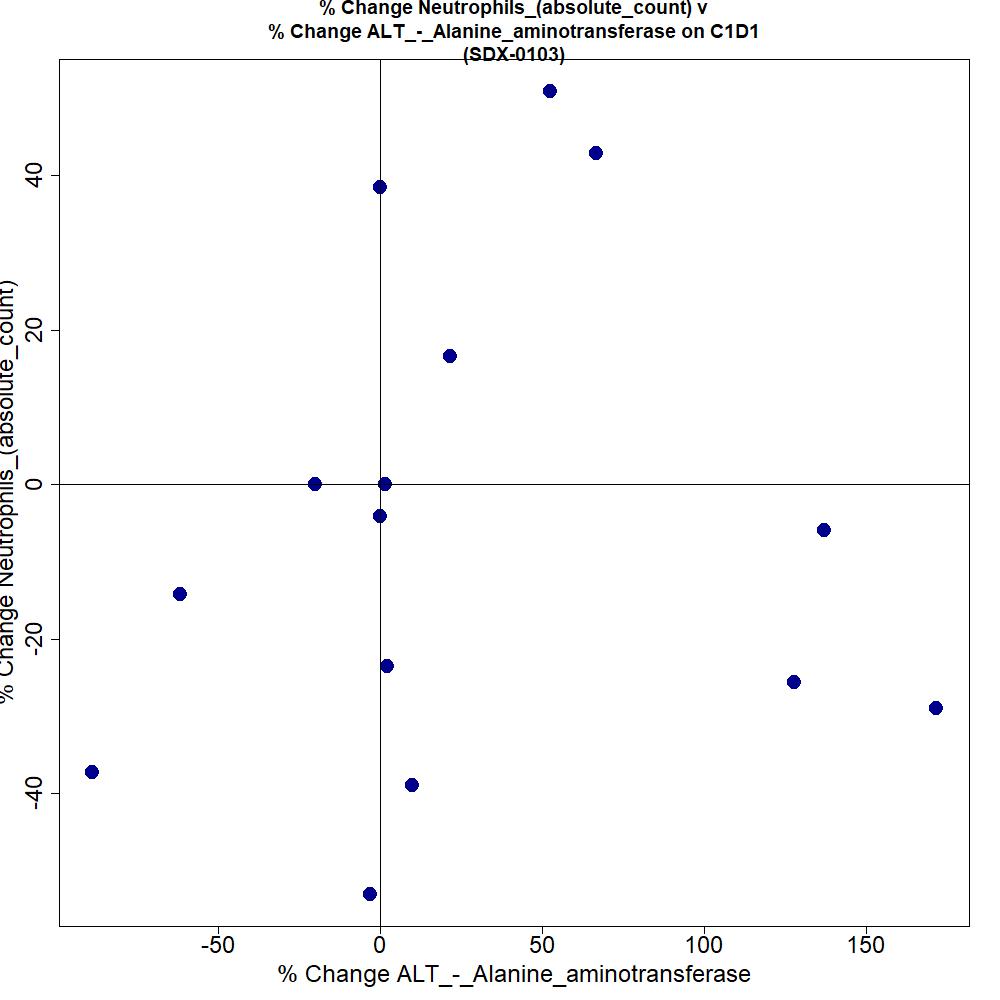 % Change Neutrophils_(absolute_count) v
% Change ALT_-_Alanine_aminotransferase on C1D1
(SDX-0103)
% Change Neutrophils_(absolute_count)
40
20
0
-20
-40
-50
0
50
100
150
% Change ALT_-_Alanine_aminotransferase